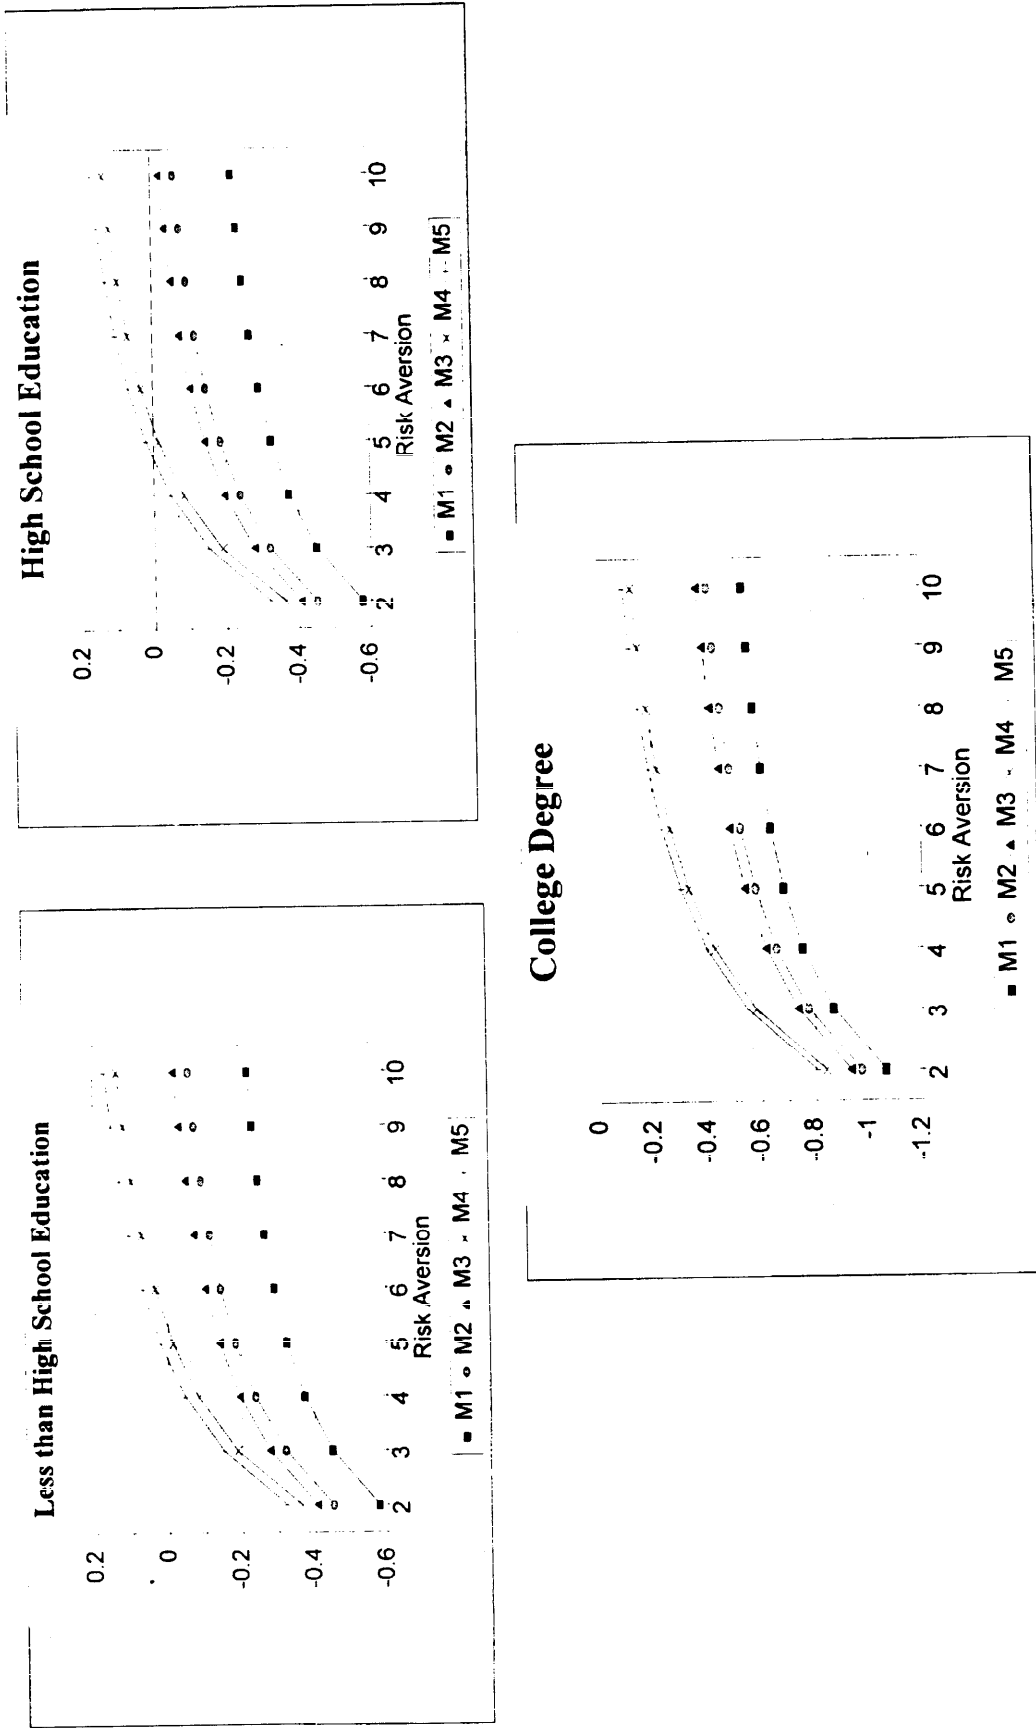 Less than High School Education
0.2
0
-0.2
-0.4
-0.6
2 3 4 5 6 7 8 9 10
Risk Aversion
M1 M2 M3 M4 M5
High School Education
0.2
0
-0.2
-0.4
-0.6
2 3 4 5 6 7 8 9 10
Risk Aversion
M1 M2 M3 M4 M5
College Degree
0
-0.2
-0.4
-0.6
-0.8
-1
-1.2
2 3 4 5 6 7 8 9 10
Risk Aversion
M1 M2 M3 M4 M5